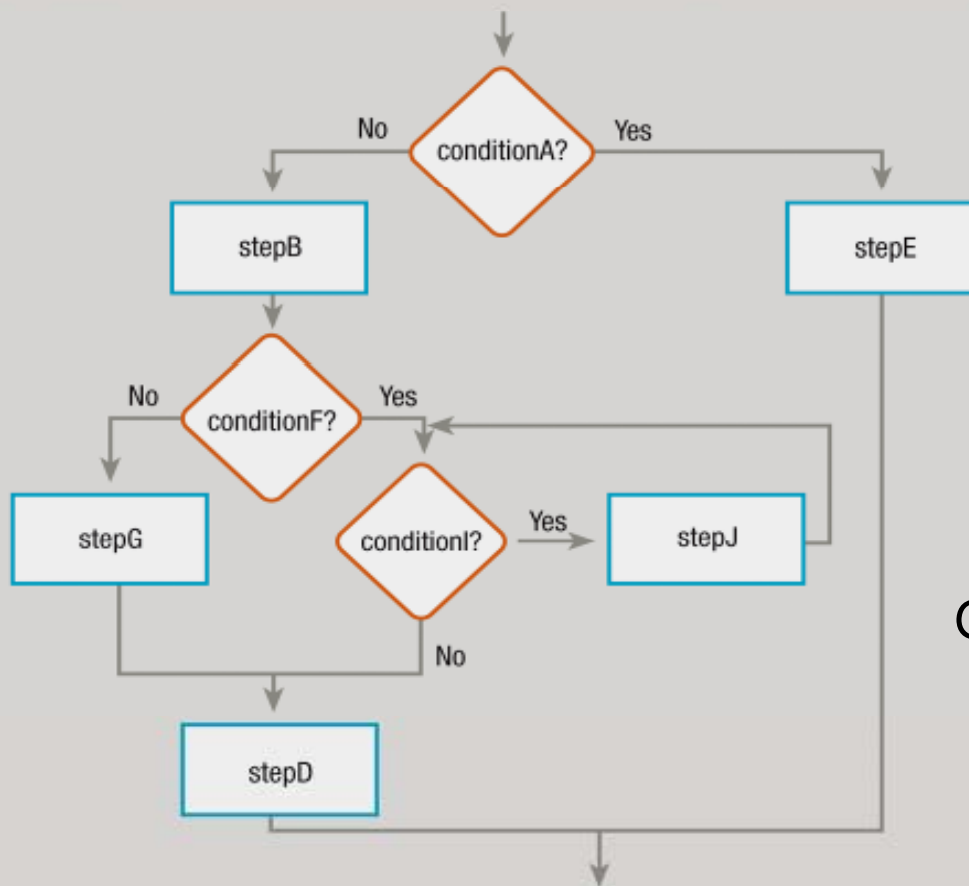 No
conditionA?
Yes
stepB
stepE
No
conditionF?
Yes
stepG
conditionI?
Yes
stepJ
No
stepD